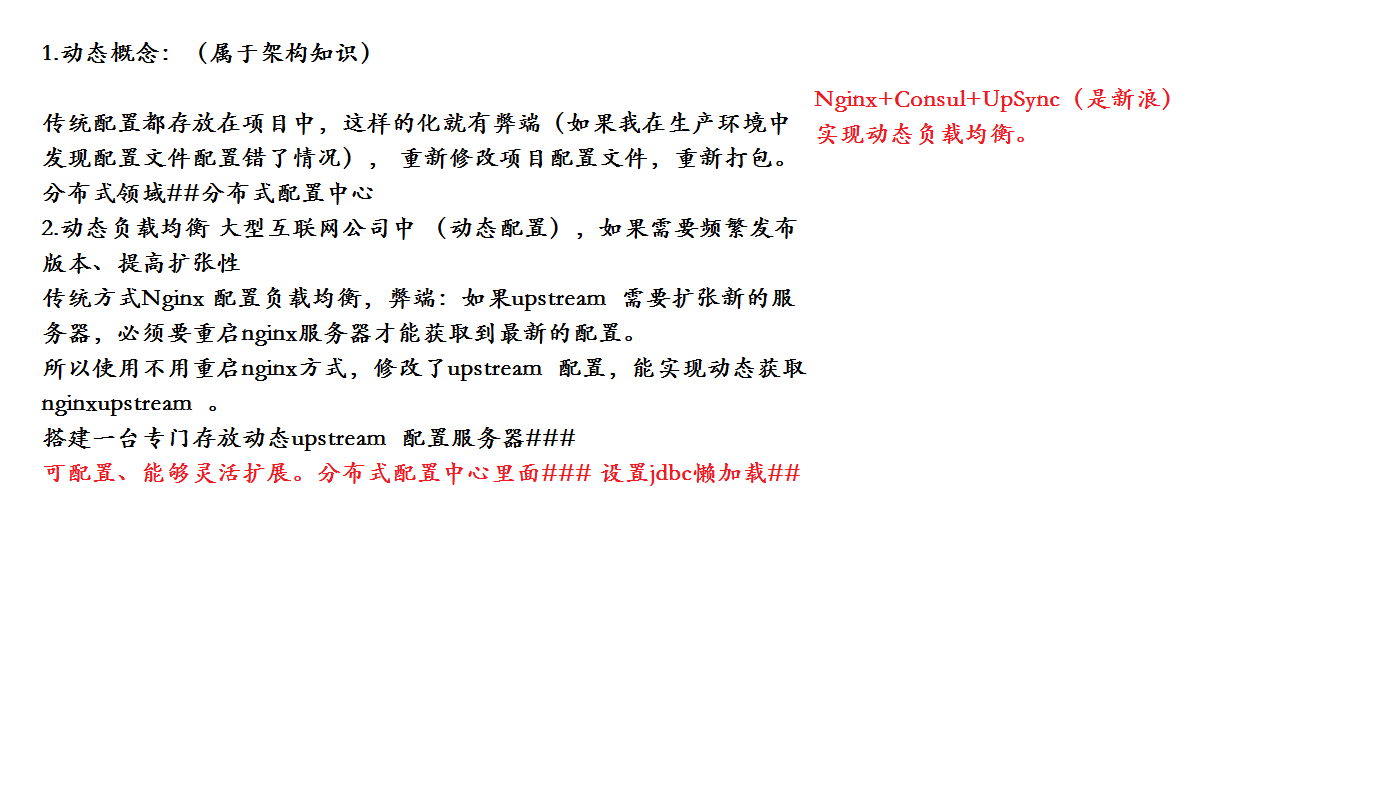 1.动态概念：（属于架构知识）
传统配置都存放在项目中，这样的化就有弊端（如果我在生产环境中
发现配置文件配置错了情况）， 重新修改项目配置文件，重新打包。
分布式领域##分布式配置中心
2.动态负载均衡 大型互联网公司中 （动态配置），如果需要频繁发布
版本、提高扩张性
传统方式Nginx 配置负载均衡，弊端：如果upstream 需要扩张新的服
务器，必须要重启nginx服务器才能获取到最新的配置。
所以使用不用重启nginx方式，修改了upstream 配置，能实现动态获取
nginxupstream 。
搭建一台专门存放动态upstream 配置服务器###
可配置、能够灵活扩展。分布式配置中心里面### 设置jdbc懒加载##
Nginx+Consul+UpSync（是新浪）
实现动态负载均衡。